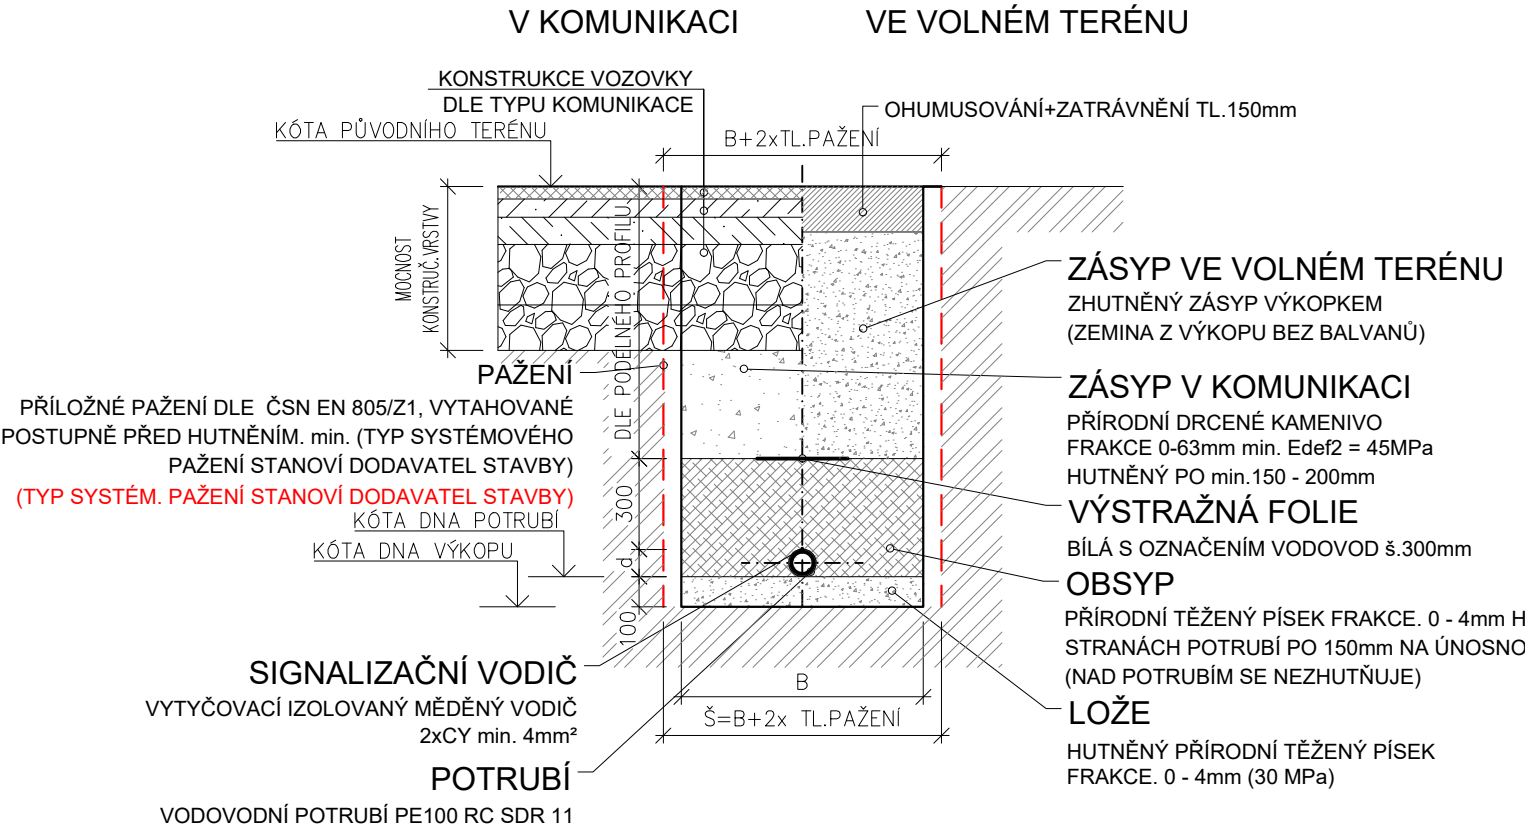 V KOMUNIKACI
VE VOLNÉM TERÉNU
KONSTRUKCE VOZOVKY
DLE TYPU KOMUNIKACE
OHUMUSOVÁNÍ+ZATRÁVNĚNÍ TL.150mm
KÓTA PŮVODNÍHO TERÉNU
B+2xTL.PAŽENÍ
MOCNOST
KONSTRUČ.VRSTVY
DLE PODÉLNÉHO PROFILU
ZÁSYP VE VOLNÉM TERÉNU
ZHUTNĚNÝ ZÁSYP VÝKOPKEM
(ZEMINA Z VÝKOPU BEZ BALVANŮ)
PAŽENÍ
PŘÍLOŽNÉ PAŽENÍ DLE ČSN EN 805/Z1, VYTAHOVANÉ
POSTUPNĚ PŘED HUTNĚNÍM. min. (TYP SYSTÉMOVÉHO
PAŽENÍ STANOVÍ DODAVATEL STAVBY)
(TYP SYSTÉM. PAŽENÍ STANOVÍ DODAVATEL STAVBY)
ZÁSYP V KOMUNIKACI
PŘÍRODNÍ DRCENÉ KAMENIVO
FRAKCE 0-63mm min. Edef2 = 45MPa
HUTNĚNÝ PO min.150 - 200mm
VÝSTRAŽNÁ FOLIE
BÍLÁ S OZNAČENÍM VODOVOD š.300mm
KÓTA DNA POTRUBÍ
KÓTA DNA VÝKOPU
300
d
100
OBSYP
PŘÍRODNÍ TĚŽENÝ PÍSEK FRAKCE. 0 - 4mm H
STRANÁCH POTRUBÍ PO 150mm NA ÚNOSNO
(NAD POTRUBÍM SE NEZHUTŇUJE)
SIGNALIZAČNÍ VODIČ
VYTYČOVACÍ IZOLOVANÝ MĚDĚNÝ VODIČ
2xCY min. 4mm²
B
Š=B+2x TL.PAŽENÍ
LOŽE
HUTNĚNÝ PŘÍRODNÍ TĚŽENÝ PÍSEK
FRAKCE. 0 - 4mm (30 MPa)
POTRUBÍ
VODOVODNÍ POTRUBÍ PE100 RC SDR 11